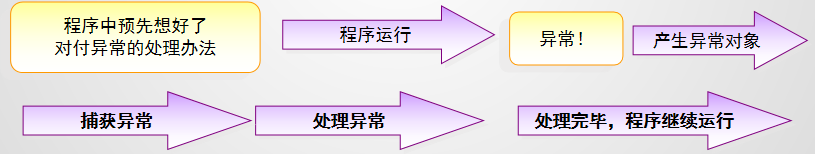 程序中预先想好了
对付异常的处理办法
程序运行
异常！
产生异常对象
捕获异常
处理异常
处理完毕，程序继续运行